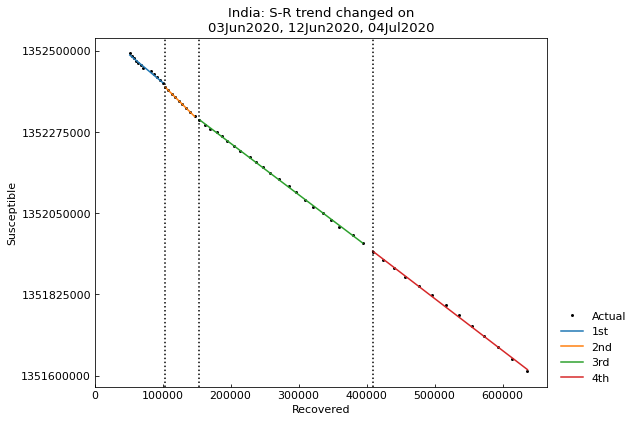 India: S-R trend changed on
03Jun2020, 12Jun2020, 04Jul2020
1352500000
1352275000
1352050000
1351825000
1351600000
Susceptible
0
100000
200000
300000
400000
500000
600000
Recovered
Actual
1st
2nd
3rd
4th